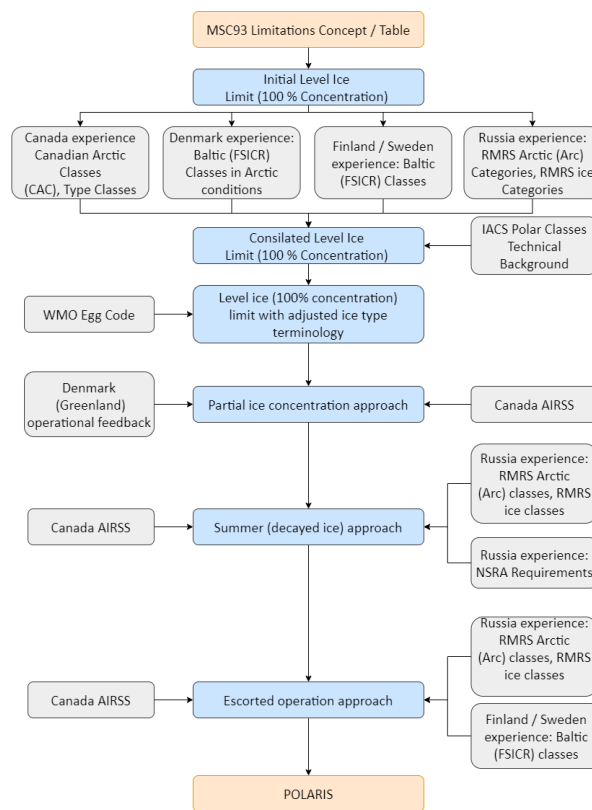 MSC93 Limitations Concept / Table
Initial Level Ice
Limit (100 % Concentration)
Canada experience
Canadian Arctic
Classes
(CAC), Type Classes
Denmark experience:
Baltic (FSICR)
Classes in Arctic
conditions
Finland / Sweden
experience: Baltic
(FSICR) Classes
Russia experience:
RMRS Arctic (Arc)
Categories, RMRS ice
Categories
Consilated Level Ice
Limit (100 % Concentration)
IACS Polar Classes
Technical
Background
WMO Egg Code
Level ice (100% concentration)
limit with adjusted ice type
terminology
Denmark
(Greenland)
operational feedback
Partial ice concentration approach
Canada AIRSS
Russia experience:
RMRS Arctic
(Arc) classes, RMRS
ice classes
Canada AIRSS
Summer (decayed ice) approach
Russia experience:
NSRA Requirements
Russia experience:
RMRS Arctic
(Arc) classes, RMRS
ice classes
Canada AIRSS
Escorted operation approach
Finland / Sweden
experience: Baltic
(FSICR) classes
POLARIS